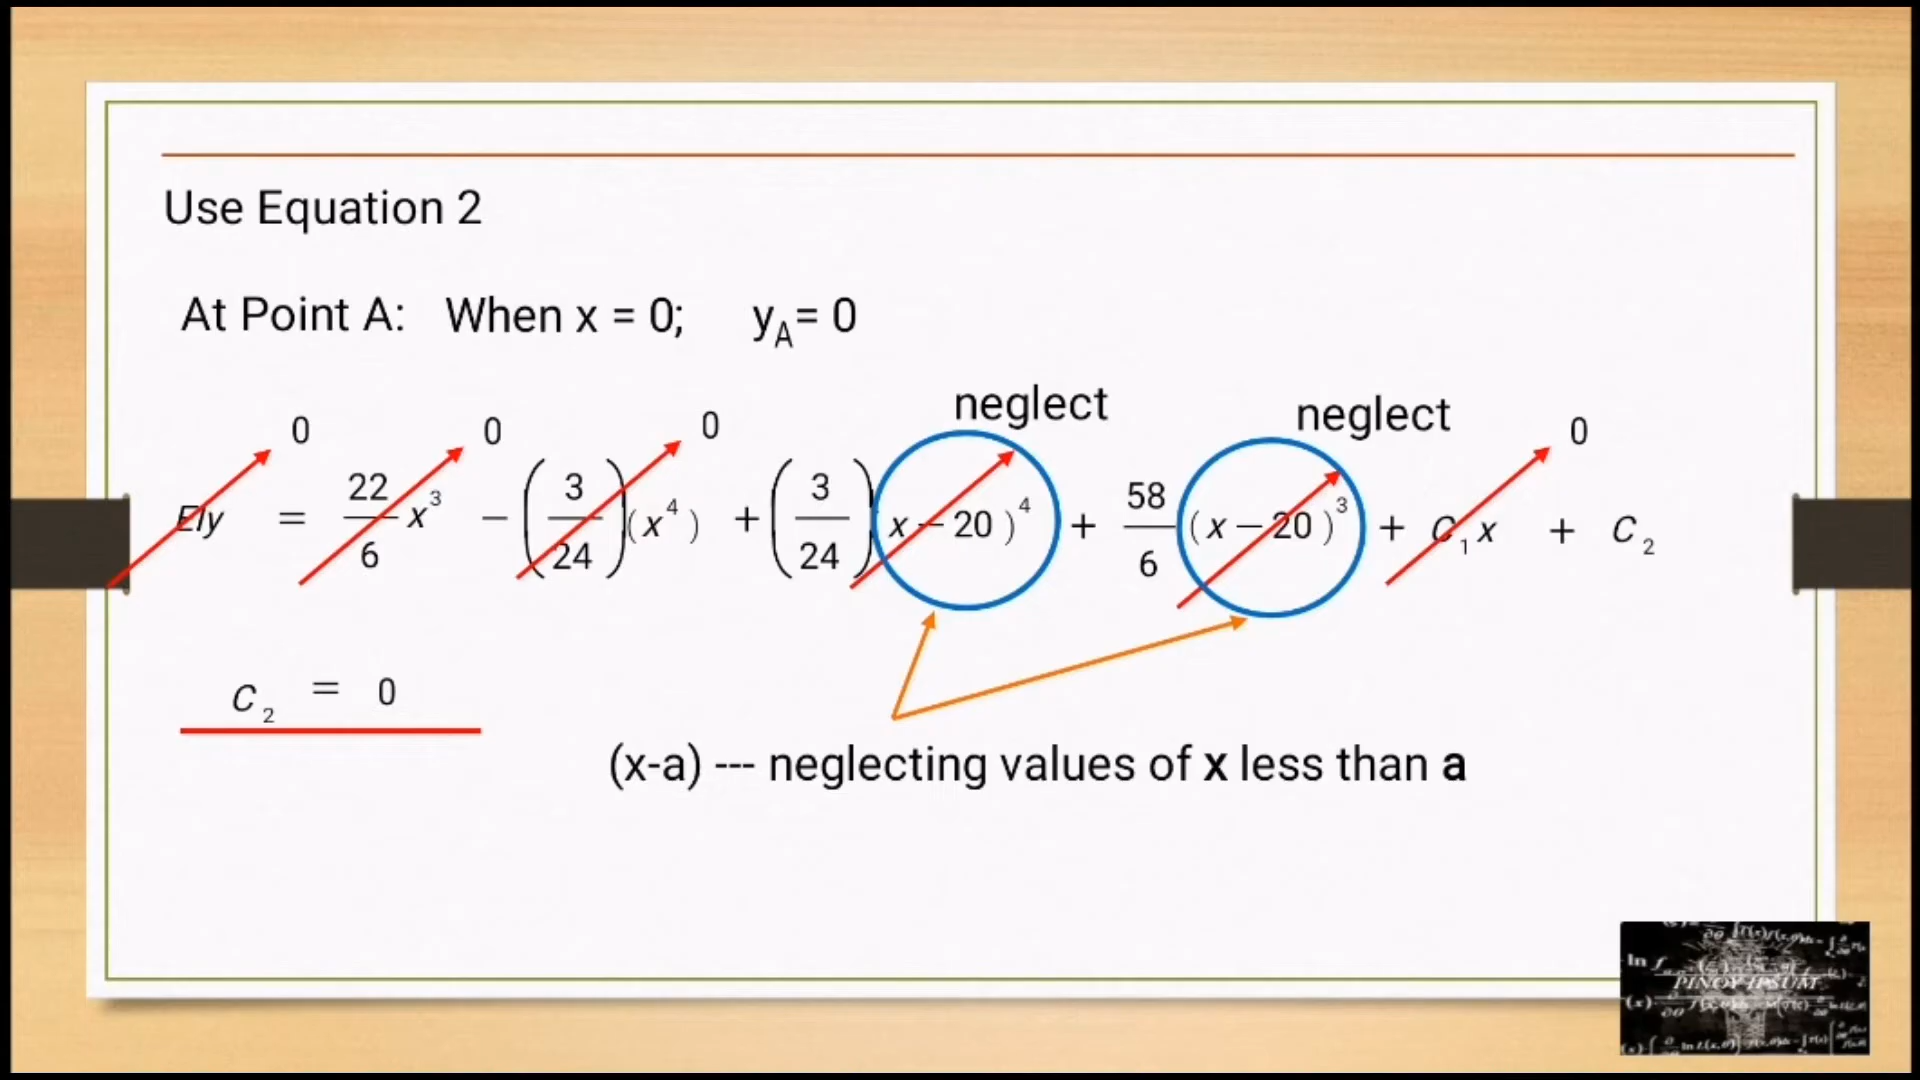 Use Equation 2
At Point A: When x = 0; y_A = 0
neglect neglect
0 0 0 0
EIy = 22/6 x³ − (3/24)(x⁴) + (3/24) x − 20)⁴ + 58/6 (x − 20)³ + C₁x + C₂
C₂ = 0
(x-a) --- neglecting values of x less than a
PINOY IPSUM